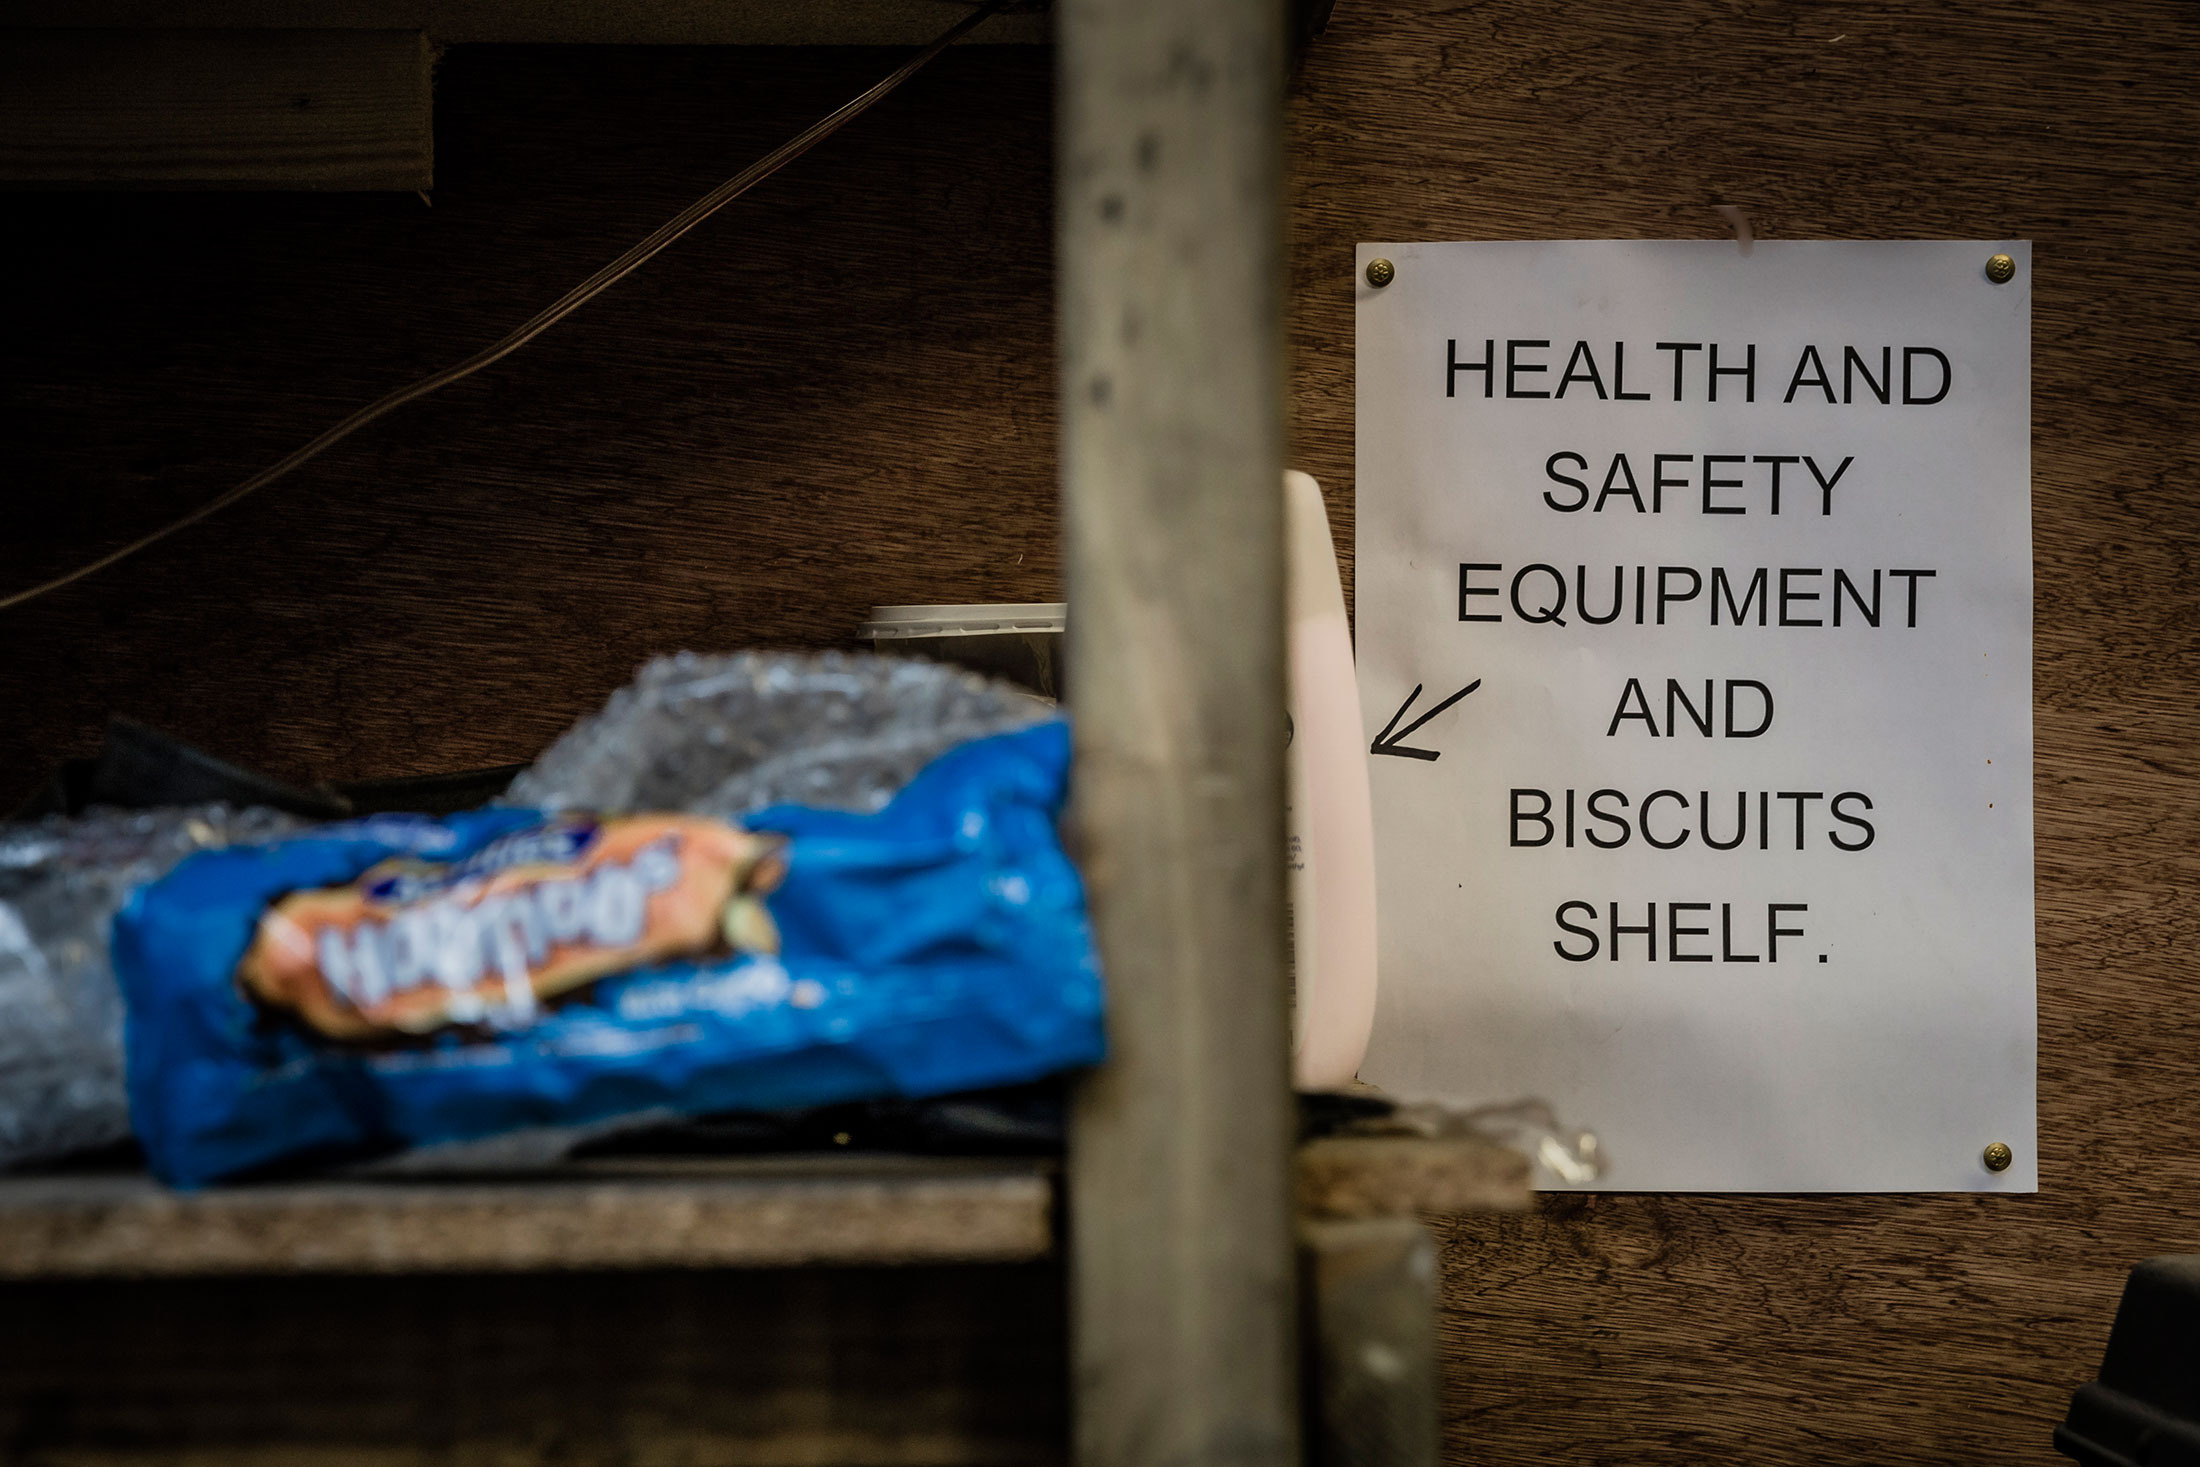 HEALTH AND
SAFETY
EQUIPMENT
AND
BISCUITS
SHELF.